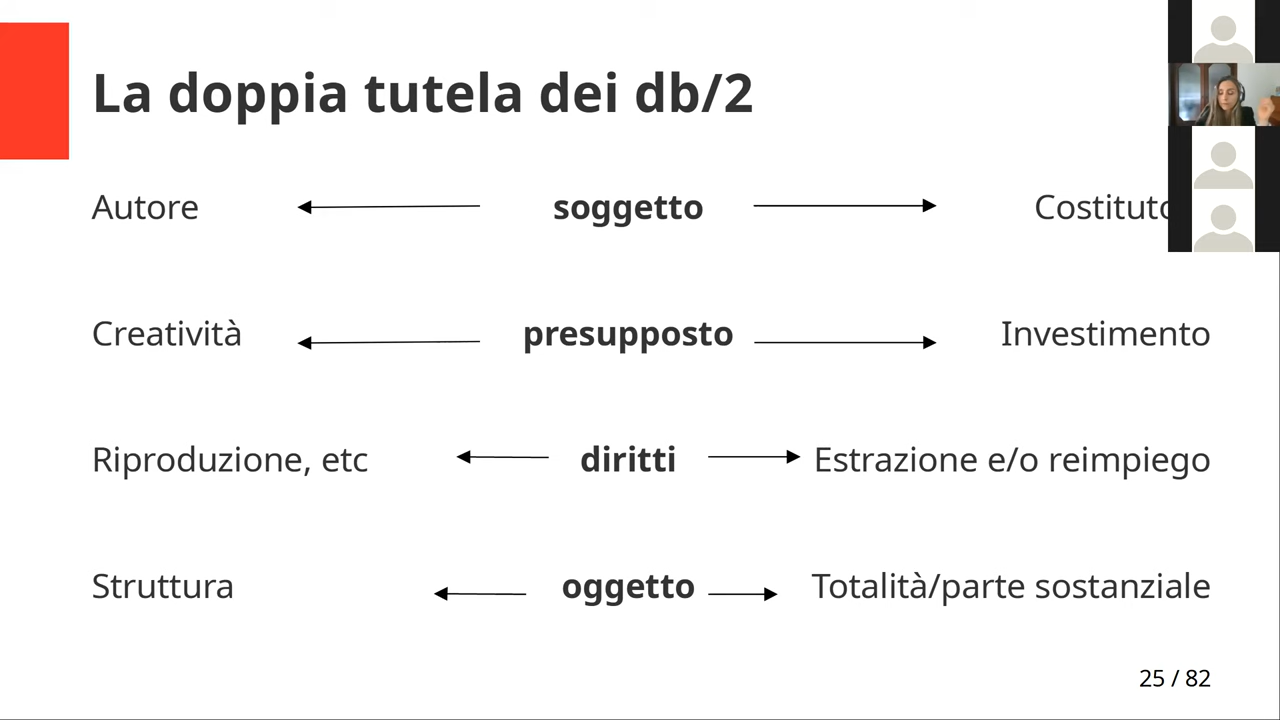 La doppia tutela dei db/2
Autore soggetto
Creatività presupposto Investimento
Riproduzione, etc diritti Estrazione e/o reimpiego
Struttura oggetto Totalità/parte sostanziale
25 / 82